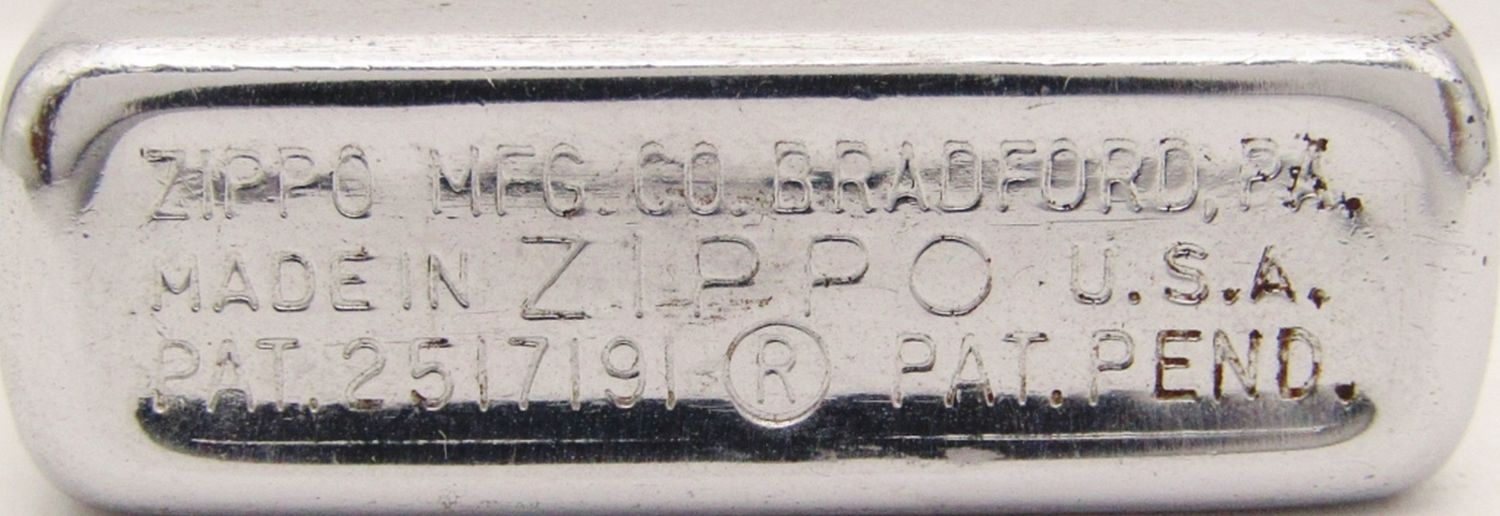 ZIPPO MFG. CO. BRADFORD, PA.
MADE IN ZIPPO U.S.A.
PAT. 2517191 ® PAT. PEND.